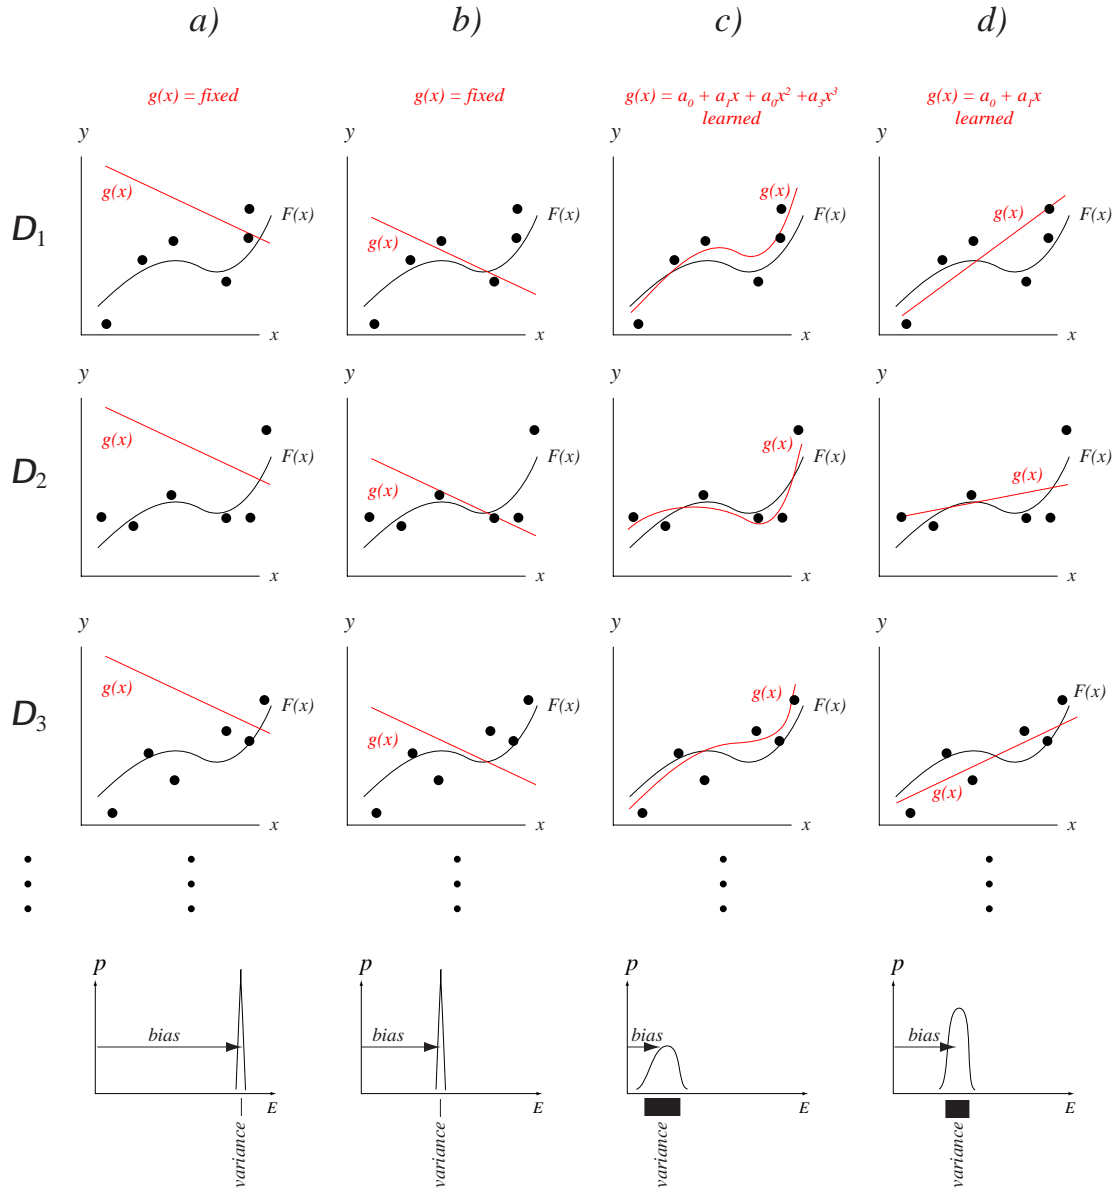 a) b) c) d)
g(x) = fixed g(x) = fixed g(x) = a₀ + a₁x + a₀x² +a₃x³ g(x) = a₀ + a₁x
learned learned
y y y y
g(x) F(x) g(x) F(x) g(x) F(x) g(x) F(x)
D₁
x x x x
y y y y
g(x) F(x) g(x) F(x) g(x) F(x) g(x) F(x)
D₂
x x x x
y y y y
g(x) F(x) g(x) F(x) g(x) F(x) g(x) F(x)
D₃
x x x x
p p p p
bias bias bias bias
E E E E
variance variance variance variance